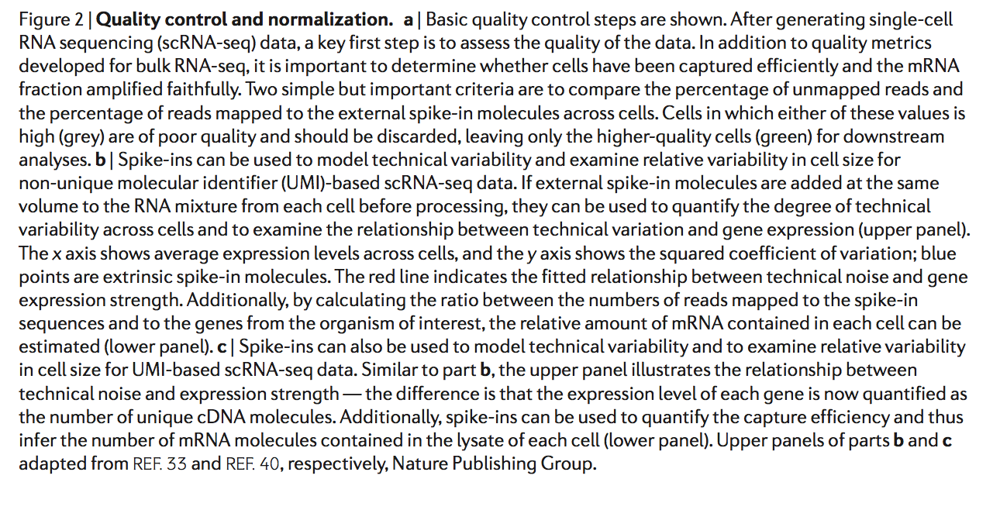 Figure 2 | Quality control and normalization. a | Basic quality control steps are shown. After generating single-cell
RNA sequencing (scRNA-seq) data, a key first step is to assess the quality of the data. In addition to quality metrics
developed for bulk RNA-seq, it is important to determine whether cells have been captured efficiently and the mRNA
fraction amplified faithfully. Two simple but important criteria are to compare the percentage of unmapped reads and
the percentage of reads mapped to the external spike-in molecules across cells. Cells in which either of these values is
high (grey) are of poor quality and should be discarded, leaving only the higher-quality cells (green) for downstream
analyses. b | Spike-ins can be used to model technical variability and examine relative variability in cell size for
non-unique molecular identifier (UMI)-based scRNA-seq data. If external spike-in molecules are added at the same
volume to the RNA mixture from each cell before processing, they can be used to quantify the degree of technical
variability across cells and to examine the relationship between technical variation and gene expression (upper panel).
The x axis shows average expression levels across cells, and the y axis shows the squared coefficient of variation; blue
points are extrinsic spike-in molecules. The red line indicates the fitted relationship between technical noise and gene
expression strength. Additionally, by calculating the ratio between the numbers of reads mapped to the spike-in
sequences and to the genes from the organism of interest, the relative amount of mRNA contained in each cell can be
estimated (lower panel). c | Spike-ins can also be used to model technical variability and to examine relative variability
in cell size for UMI-based scRNA-seq data. Similar to part b, the upper panel illustrates the relationship between
technical noise and expression strength — the difference is that the expression level of each gene is now quantified as
the number of unique cDNA molecules. Additionally, spike-ins can be used to quantify the capture efficiency and thus
infer the number of mRNA molecules contained in the lysate of each cell (lower panel). Upper panels of parts b and c
adapted from REF. 33 and REF. 40, respectively, Nature Publishing Group.